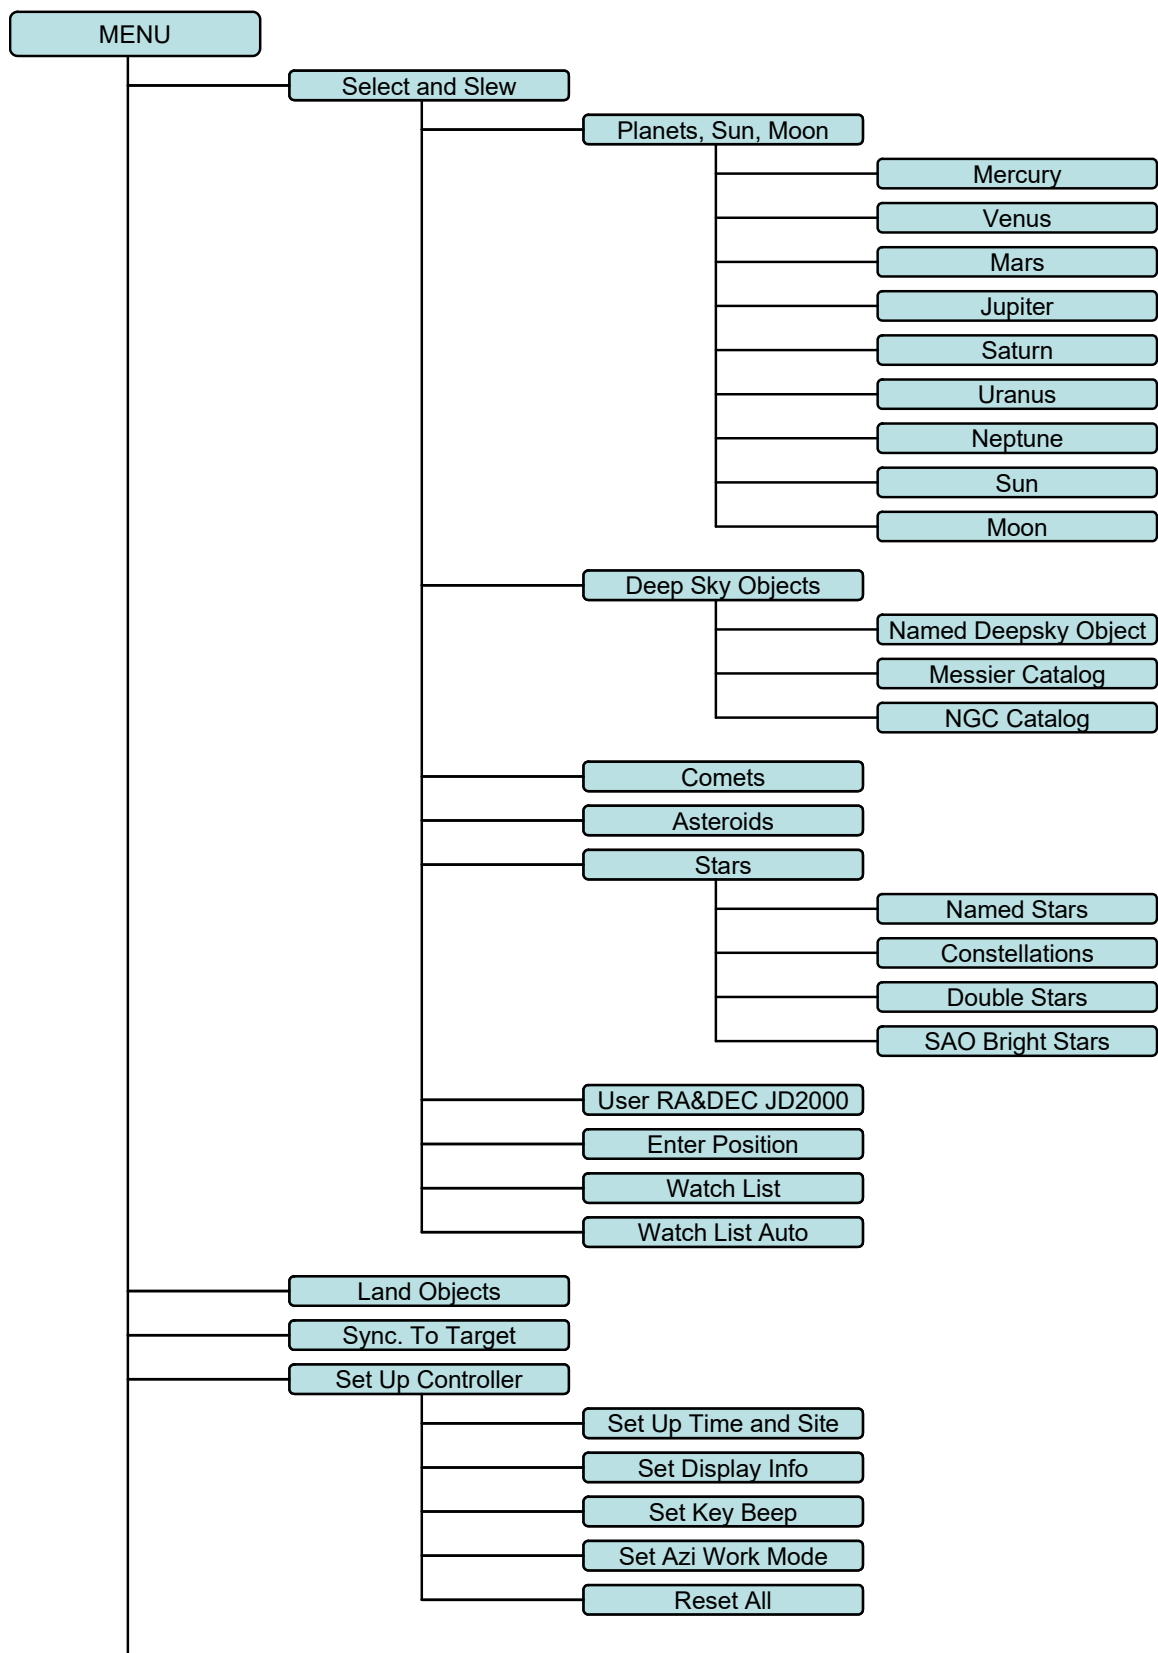 MENU
Select and Slew
Planets, Sun, Moon
Mercury
Venus
Mars
Jupiter
Saturn
Uranus
Neptune
Sun
Moon
Deep Sky Objects
Named Deepsky Object
Messier Catalog
NGC Catalog
Comets
Asteroids
Stars
Named Stars
Constellations
Double Stars
SAO Bright Stars
User RA&DEC JD2000
Enter Position
Watch List
Watch List Auto
Land Objects
Sync. To Target
Set Up Controller
Set Up Time and Site
Set Display Info
Set Key Beep
Set Azi Work Mode
Reset All